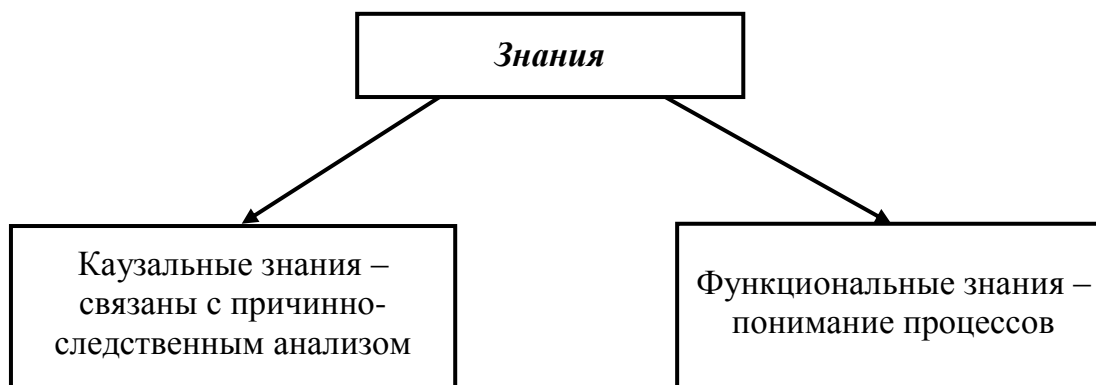 Знания
Каузальные знания –
связаны с причинно-
следственным анализом
Функциональные знания –
понимание процессов